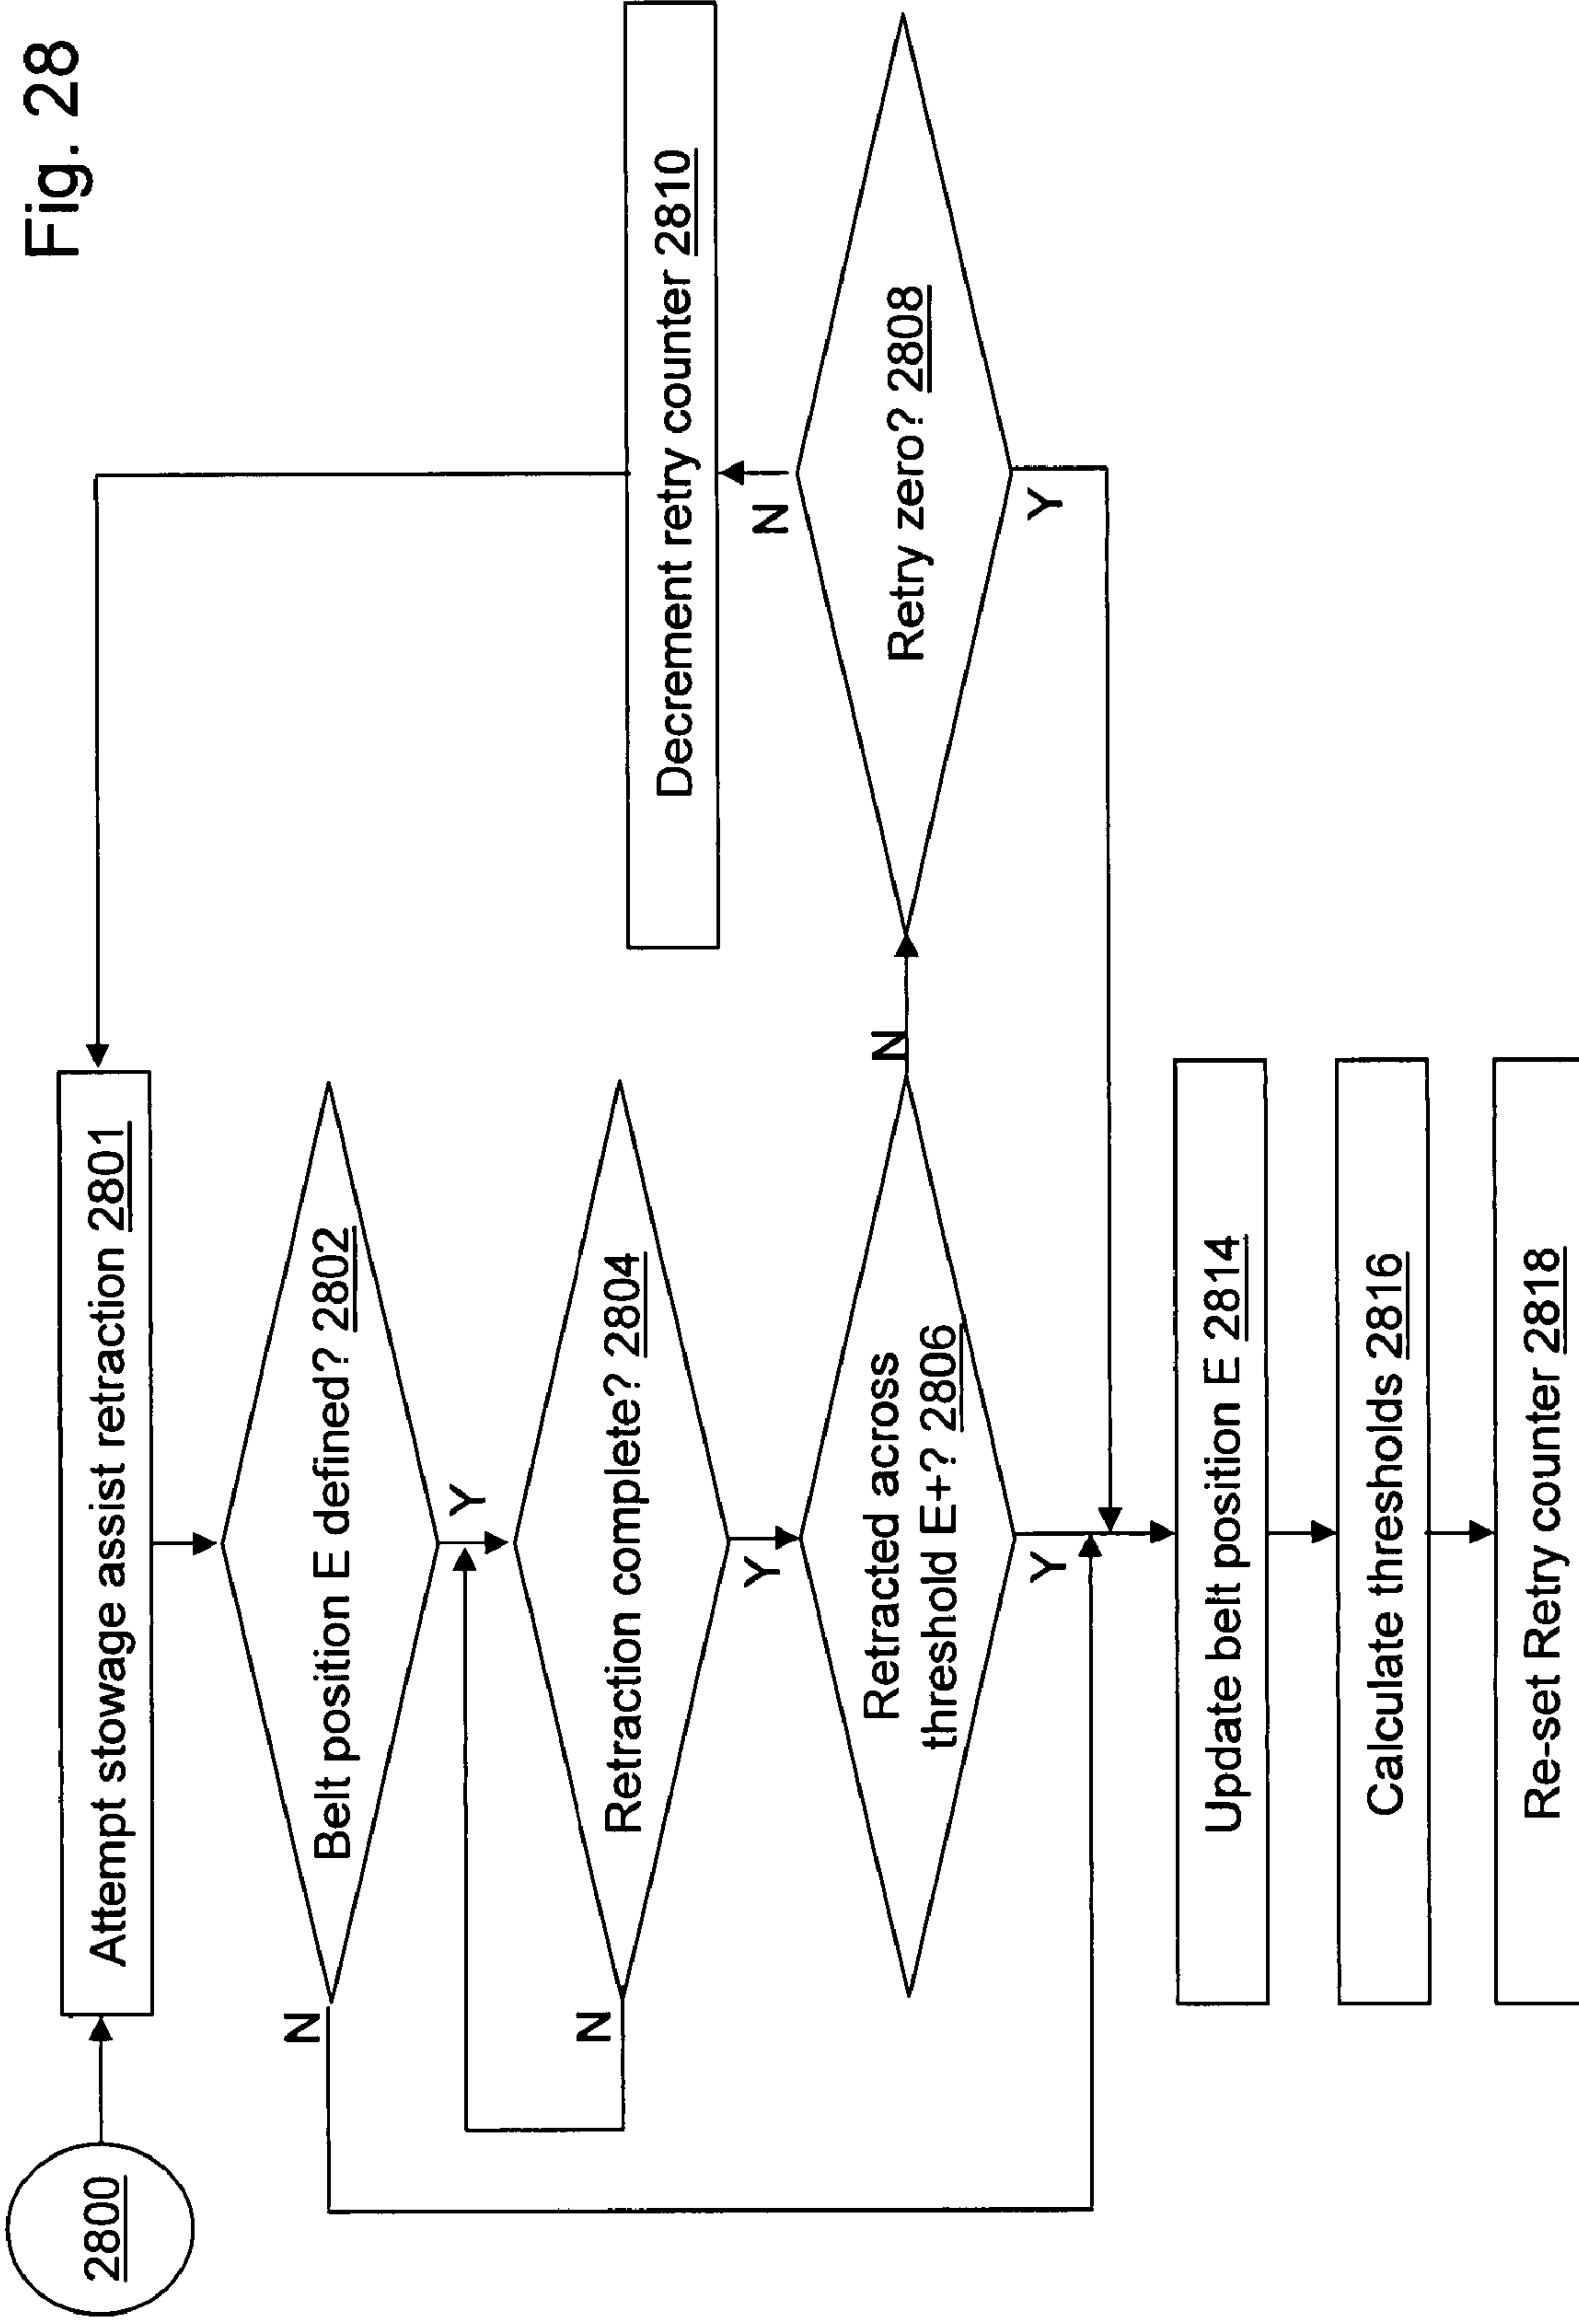 Fig. 28
2800
Attempt stowage assist retraction 2801
Belt position E defined? 2802
N
Y
Retraction complete? 2804
N
Y
Retracted across
threshold E+? 2806
N
Y
Retry zero? 2808
N
Y
Decrement retry counter 2810
Update belt position E 2814
Calculate thresholds 2816
Re-set Retry counter 2818